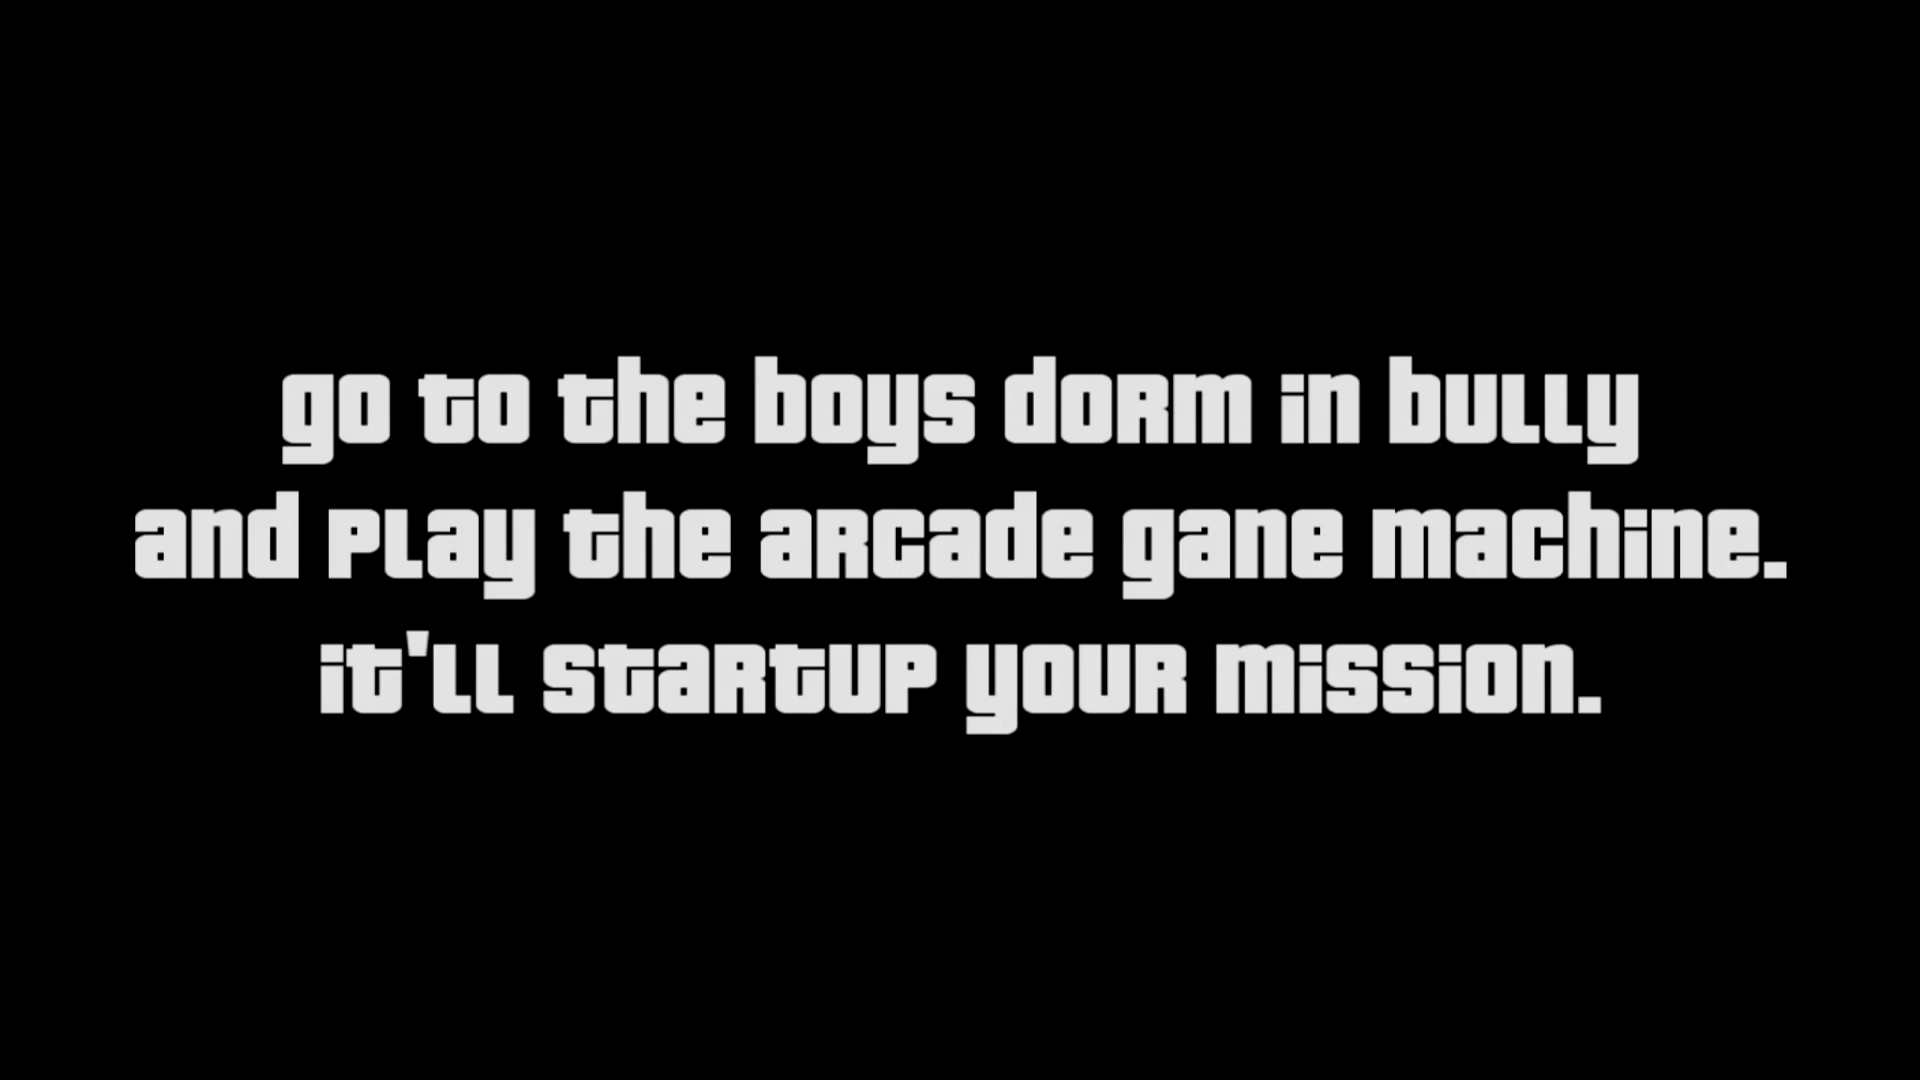 go to the boys dorm in bully
and play the arcade gane machine.
it'll startup your mission.